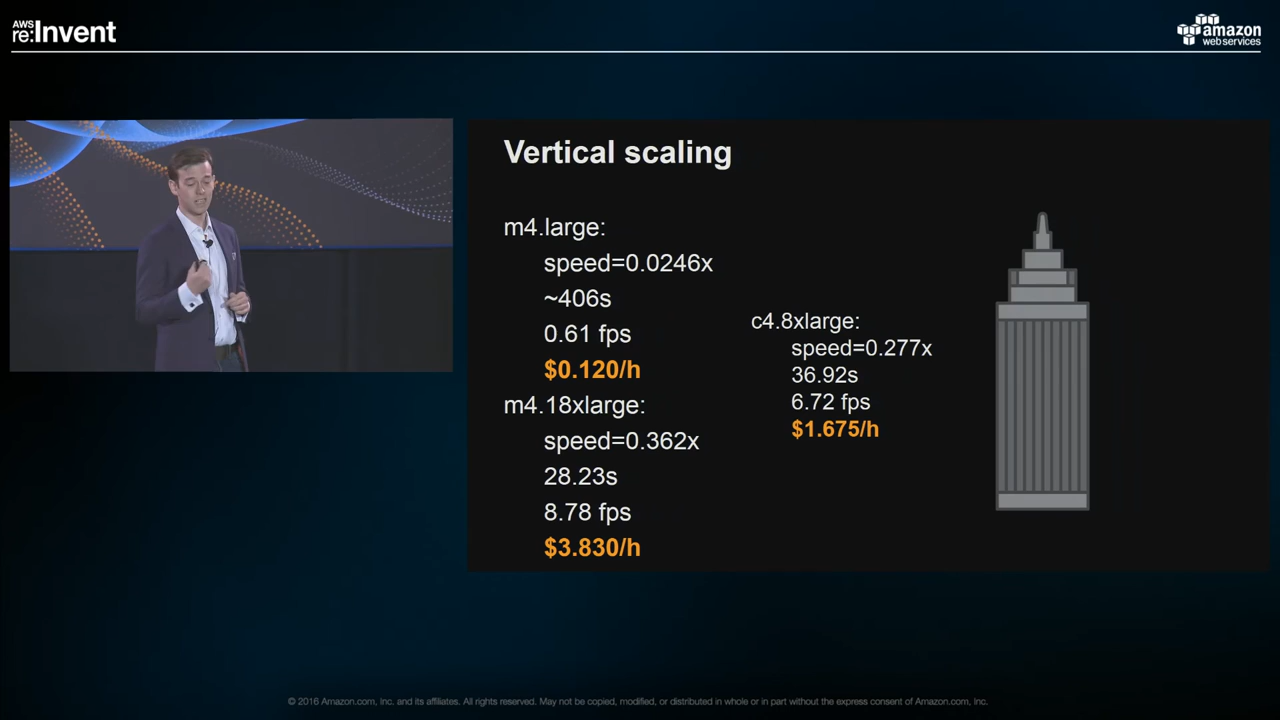 AWS
re:Invent
amazon
web services
Vertical scaling
m4.large:
speed=0.0246x
~406s
0.61 fps
$0.120/h
m4.18xlarge:
speed=0.362x
28.23s
8.78 fps
$3.830/h
c4.8xlarge:
speed=0.277x
36.92s
6.72 fps
$1.675/h
© 2016 Amazon.com, Inc. and its affiliates. All rights reserved. May not be copied, modified, or distributed in whole or in part without the express consent of Amazon.com, Inc.